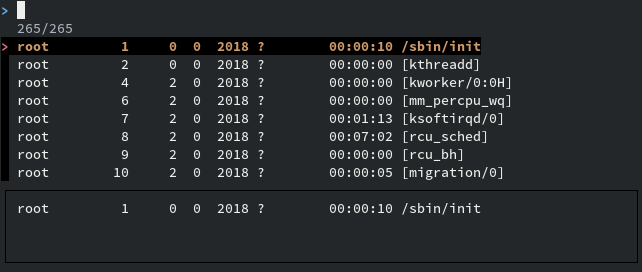 >
265/265
> root 1 0 0 2018 ? 00:00:10 /sbin/init
root 2 0 0 2018 ? 00:00:00 [kthreadd]
root 4 2 0 2018 ? 00:00:00 [kworker/0:0H]
root 6 2 0 2018 ? 00:00:00 [mm_percpu_wq]
root 7 2 0 2018 ? 00:01:13 [ksoftirqd/0]
root 8 2 0 2018 ? 00:07:02 [rcu_sched]
root 9 2 0 2018 ? 00:00:00 [rcu_bh]
root 10 2 0 2018 ? 00:00:05 [migration/0]
root 1 0 0 2018 ? 00:00:10 /sbin/init